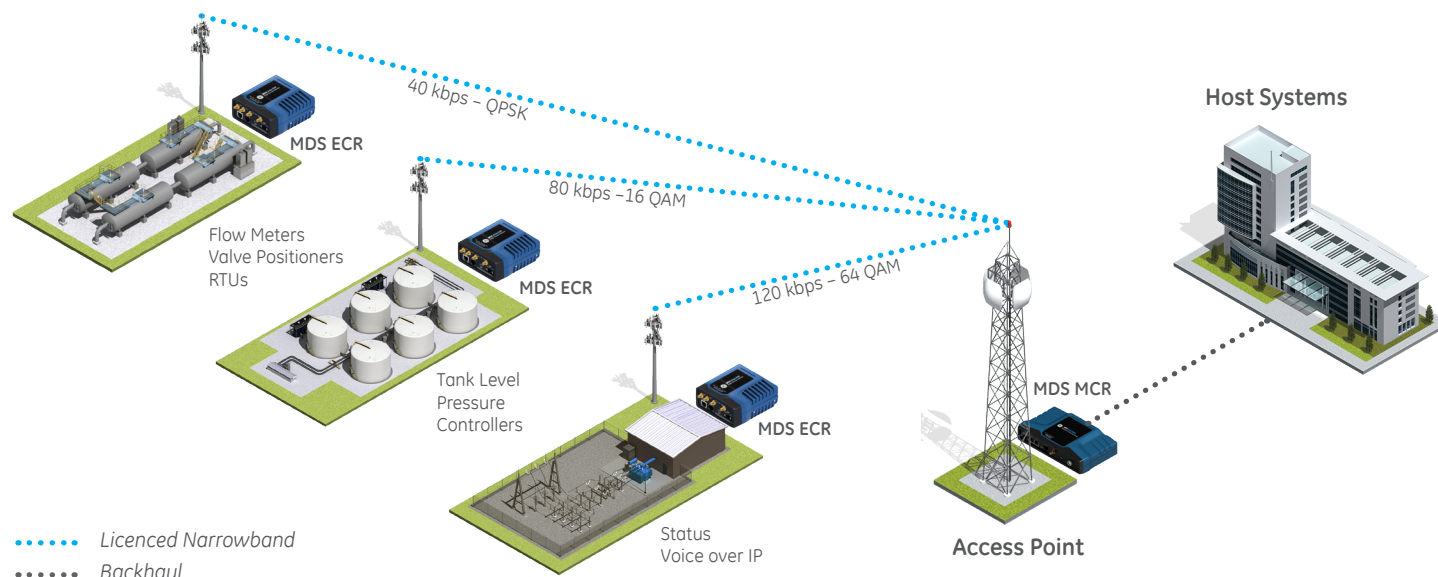 40 kbps – QPSK
MDS ECR
Flow Meters
Valve Positioners
RTUs
80 kbps –16 QAM
MDS ECR
Tank Level
Pressure
Controllers
120 kbps – 64 QAM
MDS ECR
Status
Voice over IP
Host Systems
MDS MCR
Access Point
Licenced Narrowband
Backhaul